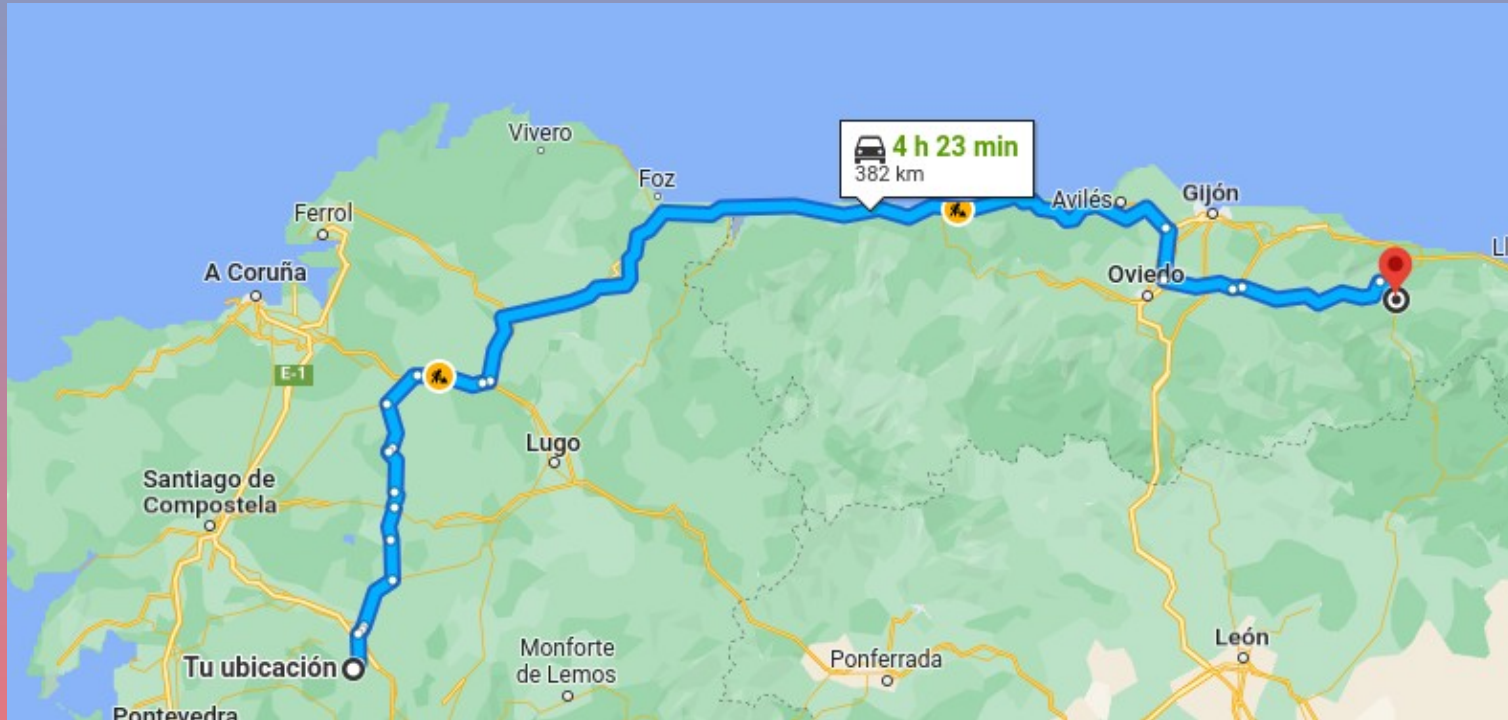 Vivero
Foz
4 h 23 min
382 km
Avilés
Gijón
Ferrol
A Coruña
Oviedo
E-1
Lugo
Santiago de
Compostela
Monforte
de Lemos
León
Ponferrada
Tu ubicación
Pontevedra